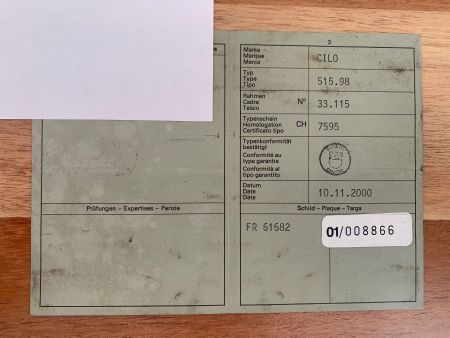 3
Marke
Marque
Marca
CILO
Typ
Type
Tipo
515.98
Rahmen
Cadre
Telaio
Nº 33.115
Typenschein
Homologation
Certificato tipo
CH 7595
Typenkonformität
bestätigt
Conformité au
type garantie
Conformità al
tipo garantito
Datum
Date
Data
10.11.2000
Prüfungen – Expertises – Perizie
Schild – Plaque – Targa
FR 61682
01/008866